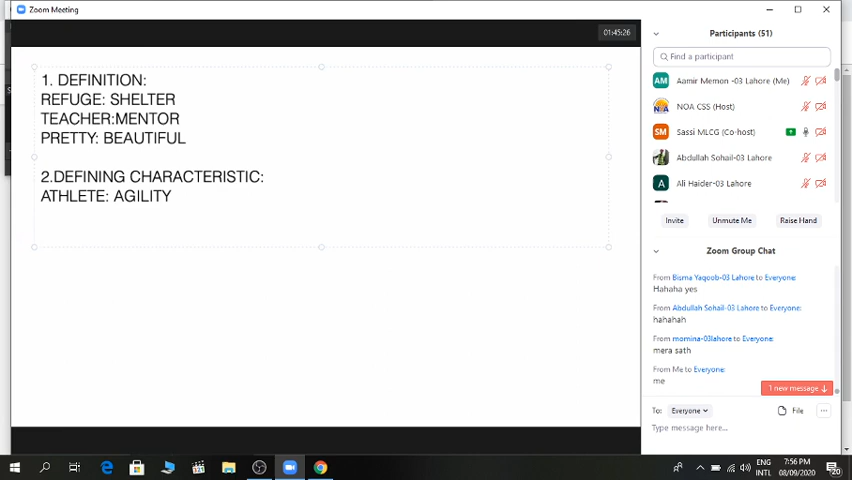 Zoom Meeting
01:45:26
1. DEFINITION:
REFUGE: SHELTER
TEACHER:MENTOR
PRETTY: BEAUTIFUL
2.DEFINING CHARACTERISTIC:
ATHLETE: AGILITY
Participants (51)
Find a participant
AM Aamir Memon -03 Lahore (Me)
NOA NOA CSS (Host)
SM Sassi MLCG (Co-host)
Abdullah Sohail-03 Lahore
A Ali Haider-03 Lahore
Invite Unmute Me Raise Hand
Zoom Group Chat
From Bisma Yaqoob-03 Lahore to Everyone:
Hahaha yes
From Abdullah Sohail-03 Lahore to Everyone:
hahahah
From momina-03lahore to Everyone:
mera sath
From Me to Everyone:
me
1 new message
To: Everyone File
Type message here...
ENG 7:56 PM
INTL 08/09/2020
20